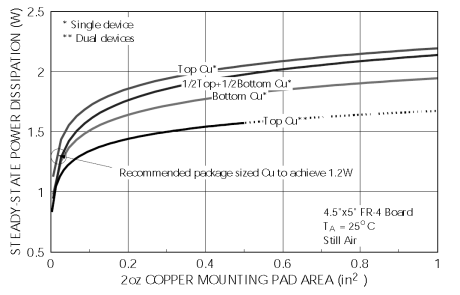 2.5
* Single device
** Dual devices
Top Cu*
2
1/2Top+1/2Bottom Cu*
Bottom Cu*
1.5
Top Cu*
Recommended package sized Cu to achieve 1.2W
1
4.5"x5" FR-4 Board
TA = 25°C
Still Air
0.5
0 0.2 0.4 0.6 0.8 1
2oz COPPER MOUNTING PAD AREA (in2 )
STEADY-STATE POWER DISSIPATION (W)